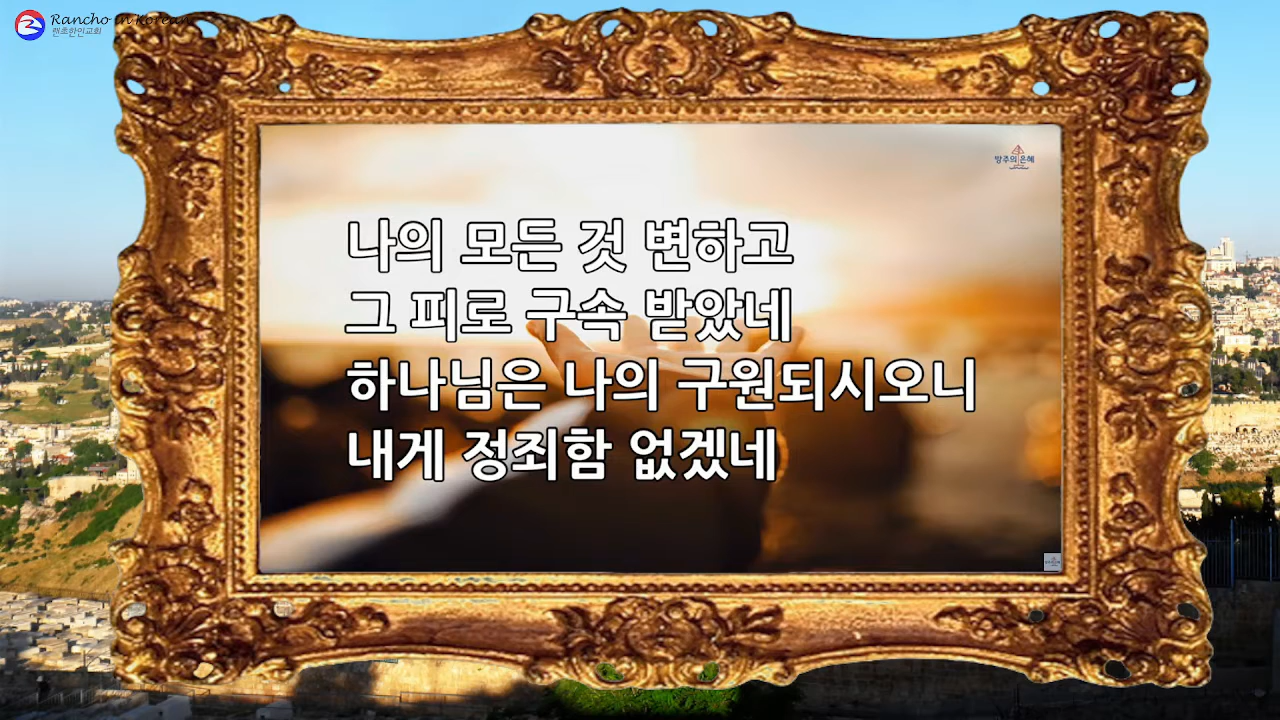 Rancho in Korean
랜초한인교회
방주의 은혜
나의 모든 것 변하고
그 피로 구속 받았네
하나님은 나의 구원되시오니
내게 정죄함 없겠네